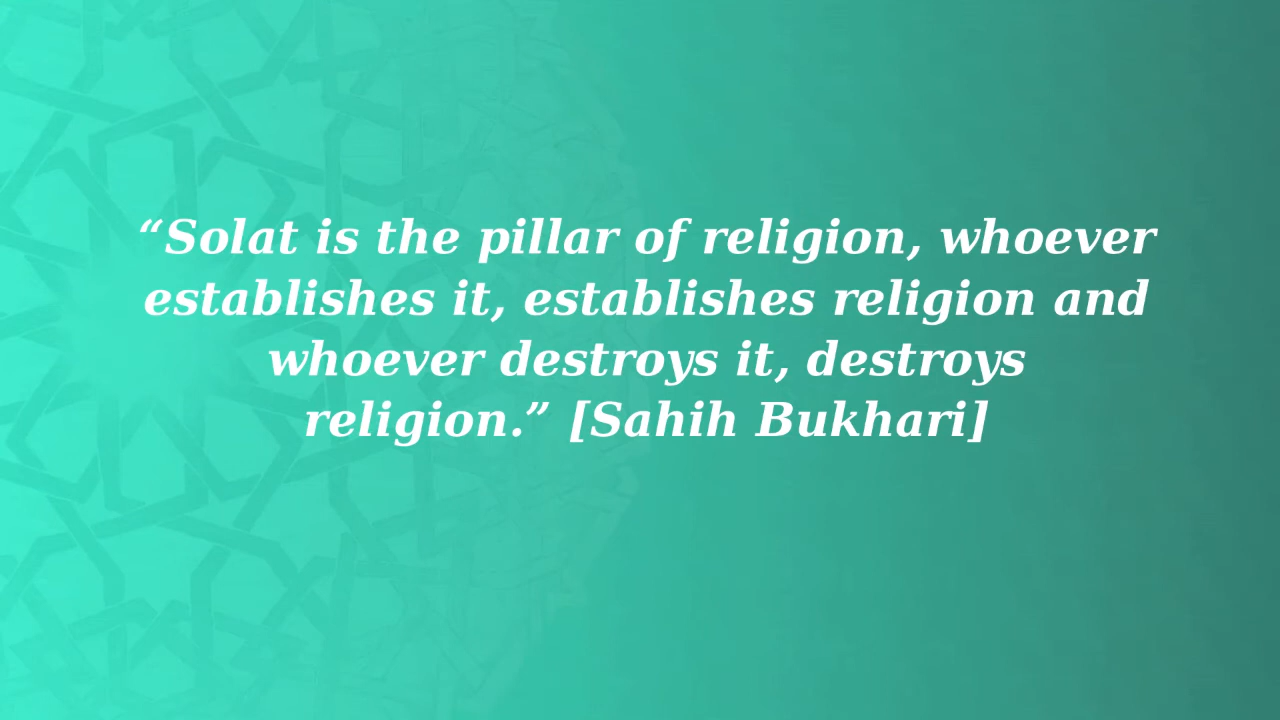 “Solat is the pillar of religion, whoever
establishes it, establishes religion and
whoever destroys it, destroys
religion.” [Sahih Bukhari]